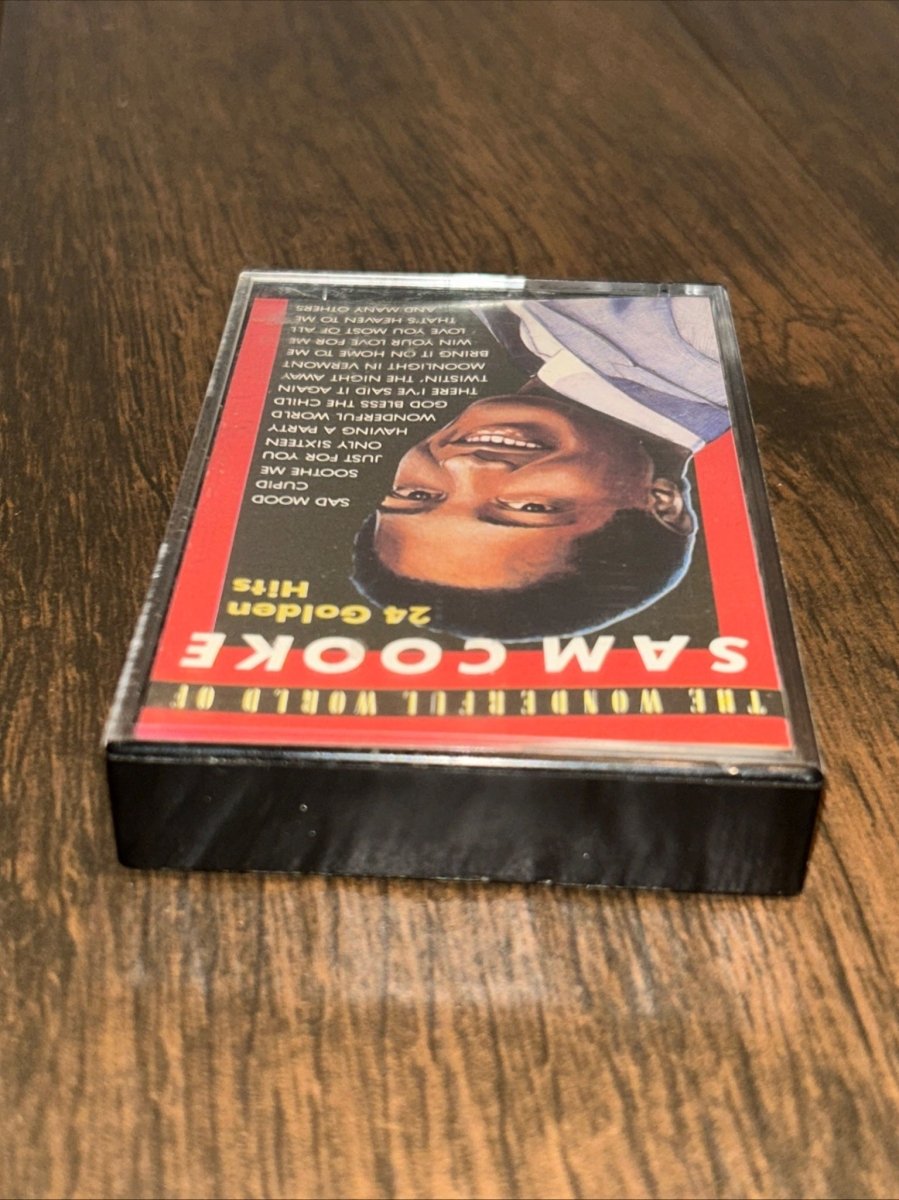 THE WONDERFUL WORLD OF
SAM COOKE
24 Golden
Hits
SAD MOOD
CUPID
SOOTHE ME
JUST FOR YOU
ONLY SIXTEEN
HAVING A PARTY
WONDERFUL WORLD
GOD BLESS THE CHILD
THERE I'VE SAID IT AGAIN
TWISTIN' THE NIGHT AWAY
MOONLIGHT IN VERMONT
BRING IT ON HOME TO ME
WIN YOUR LOVE FOR ME
LOVE YOU MOST OF ALL
THAT'S HEAVEN TO ME
AND MANY OTHERS